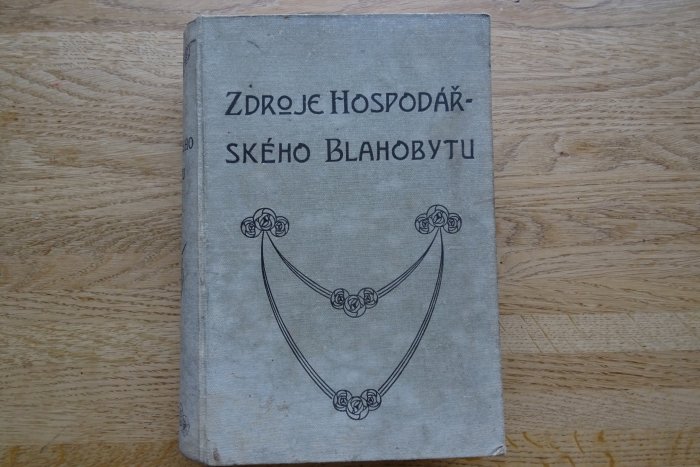 Zdroje Hospodář-
ského Blahobytu